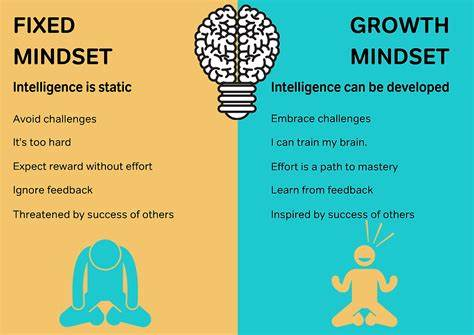 FIXED
MINDSET
Intelligence is static
Avoid challenges
It's too hard
Expect reward without effort
Ignore feedback
Threatened by success of others
GROWTH
MINDSET
Intelligence can be developed
Embrace challenges
I can train my brain.
Effort is a path to mastery
Learn from feedback
Inspired by success of others